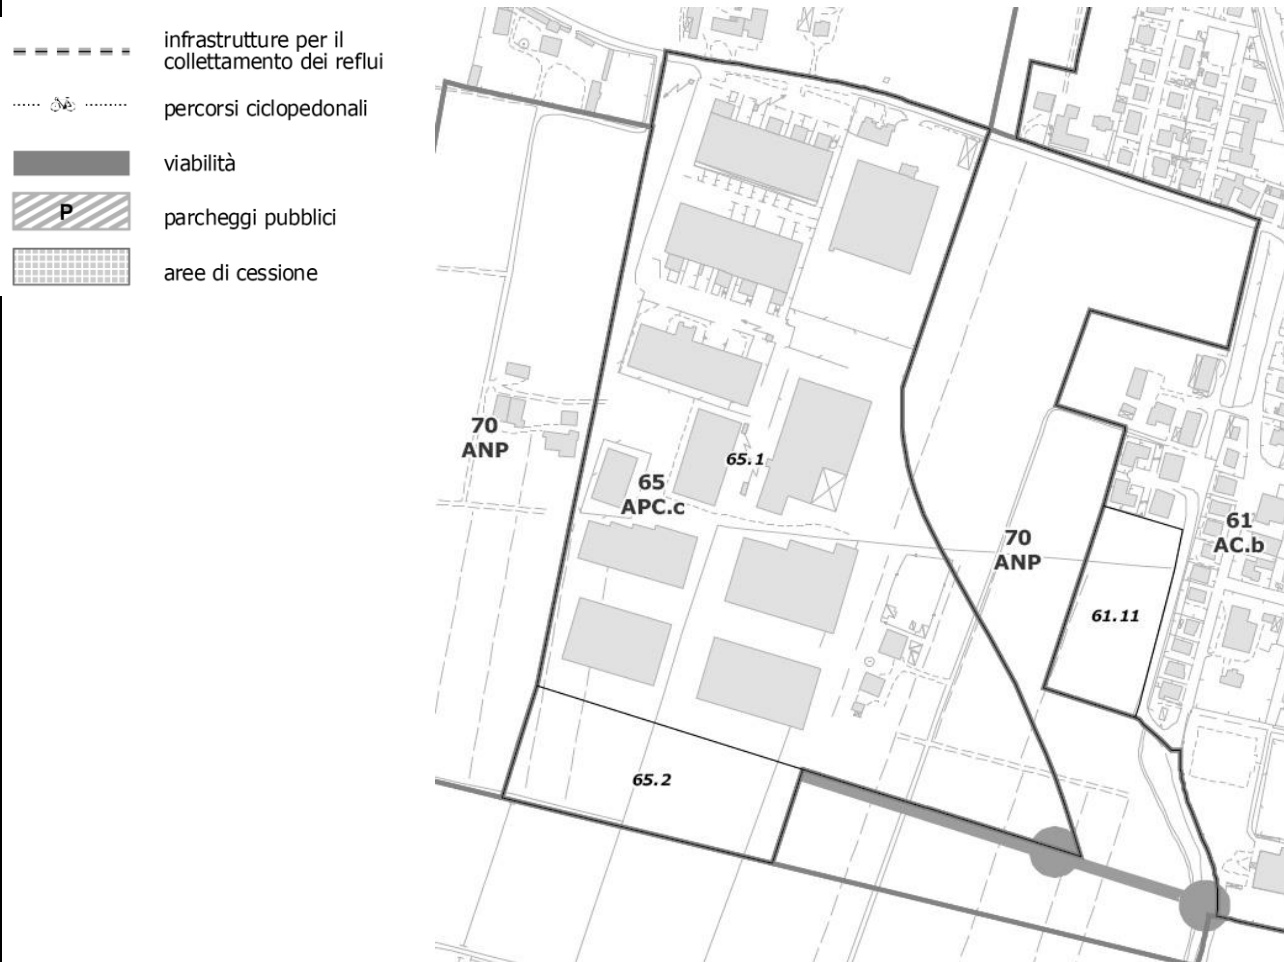 infrastrutture per il
collettamento dei reflui
percorsi ciclopedonali
viabilità
P
parcheggi pubblici
aree di cessione
70
ANP
65.1
65
APC.c
70
ANP
61
AC.b
61.11
65.2